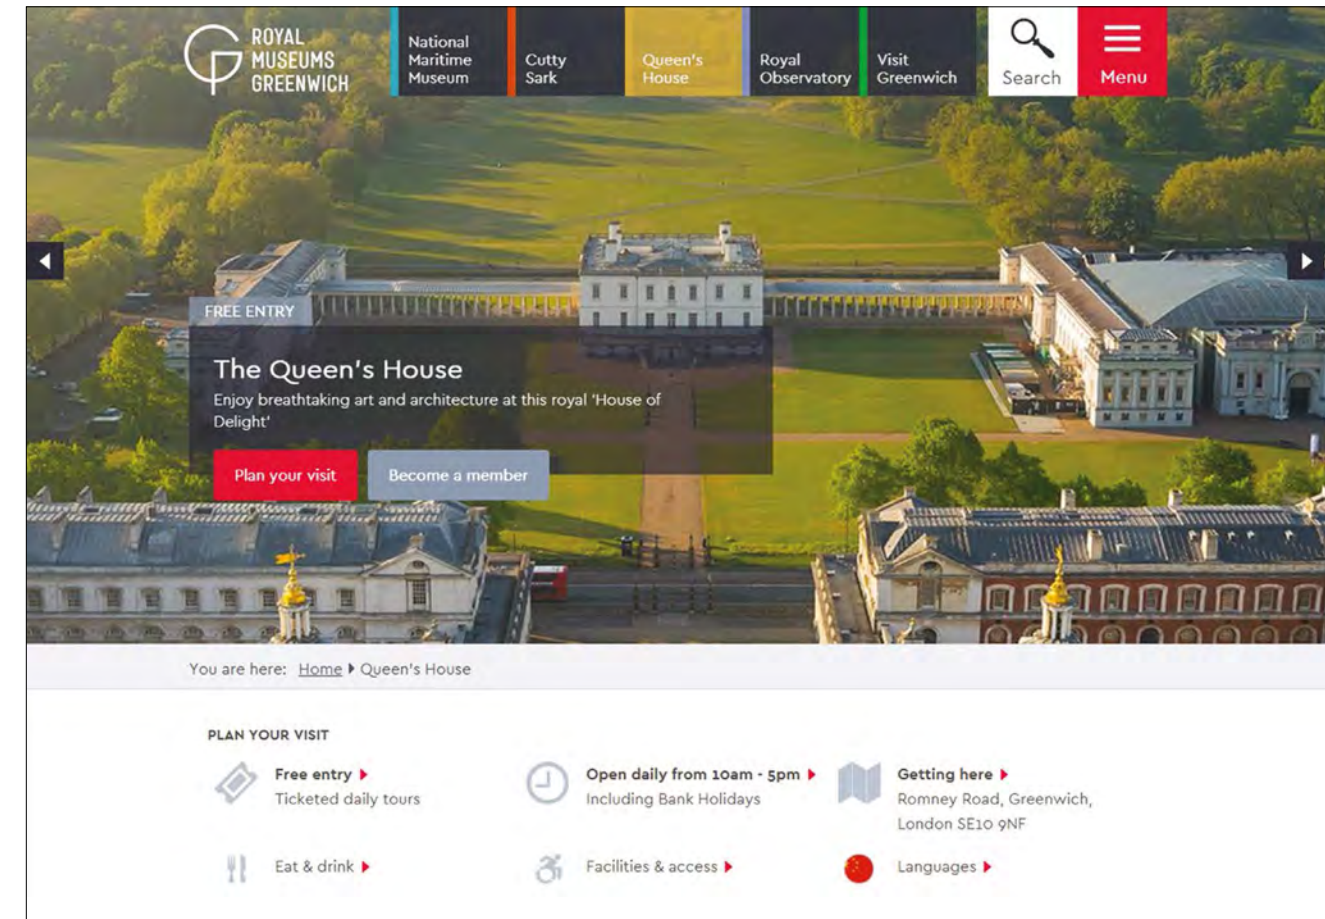 ROYAL
MUSEUMS
GREENWICH
National
Maritime
Museum
Cutty
Sark
Queen's
House
Royal
Observatory
Visit
Greenwich
Search
Menu
FREE ENTRY
The Queen's House
Enjoy breathtaking art and architecture at this royal 'House of
Delight'
Plan your visit
Become a member
You are here: Home Queen's House
PLAN YOUR VISIT
Free entry
Ticketed daily tours
Open daily from 10am - 5pm
Including Bank Holidays
Getting here
Romney Road, Greenwich,
London SE10 9NF
Eat & drink
Facilities & access
Languages